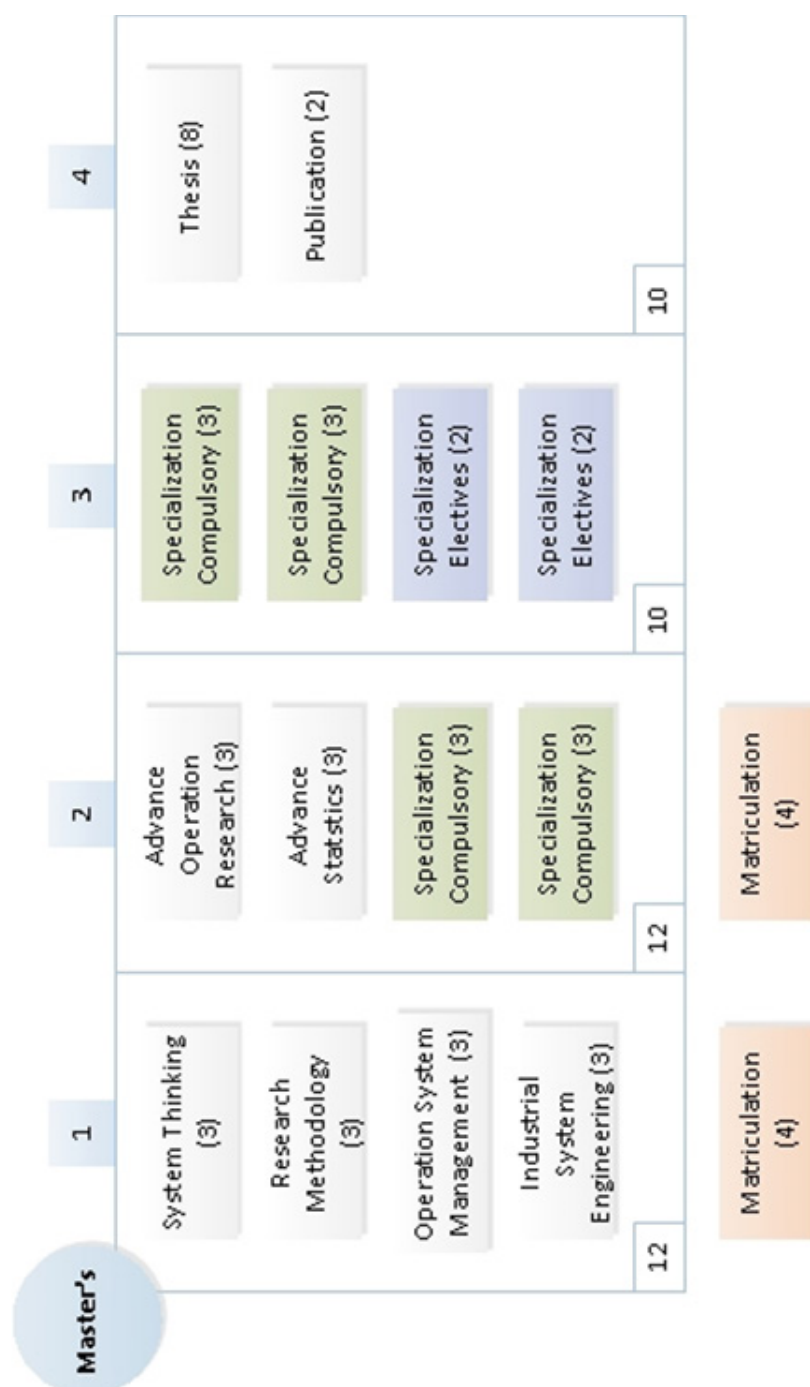 Master's
1
System Thinking
(3)
Research
Methodology
(3)
Operation System
Management (3)
Industrial
System
Engineering (3)
12
Matriculation
(4)
2
Advance
Operation
Research (3)
Advance
Statstics (3)
Specialization
Compulsory (3)
Specialization
Compulsory (3)
12
Matriculation
(4)
3
Specialization
Compulsory (3)
Specialization
Compulsory (3)
Specialization
Electives (2)
Specialization
Electives (2)
10
4
Thesis (8)
Publication (2)
10